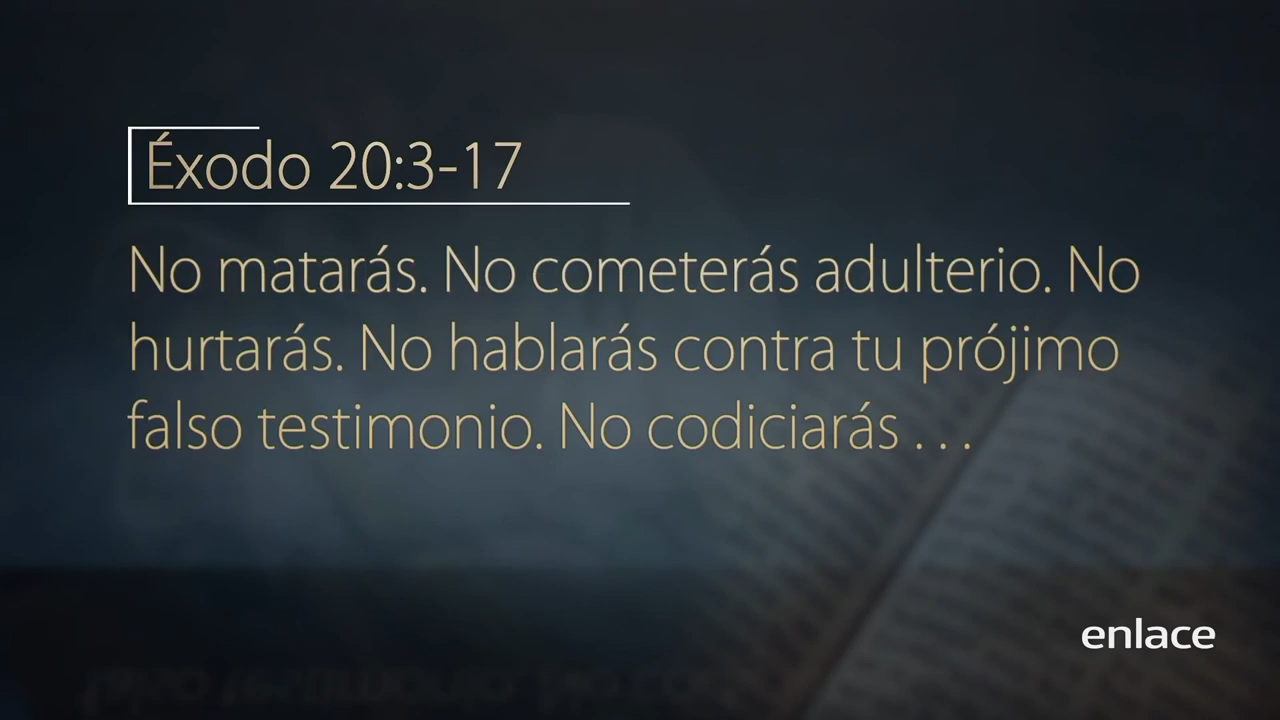 Éxodo 20:3-17
No matarás. No cometerás adulterio. No
hurtarás. No hablarás contra tu prójimo
falso testimonio. No codiciarás . . .
enlace